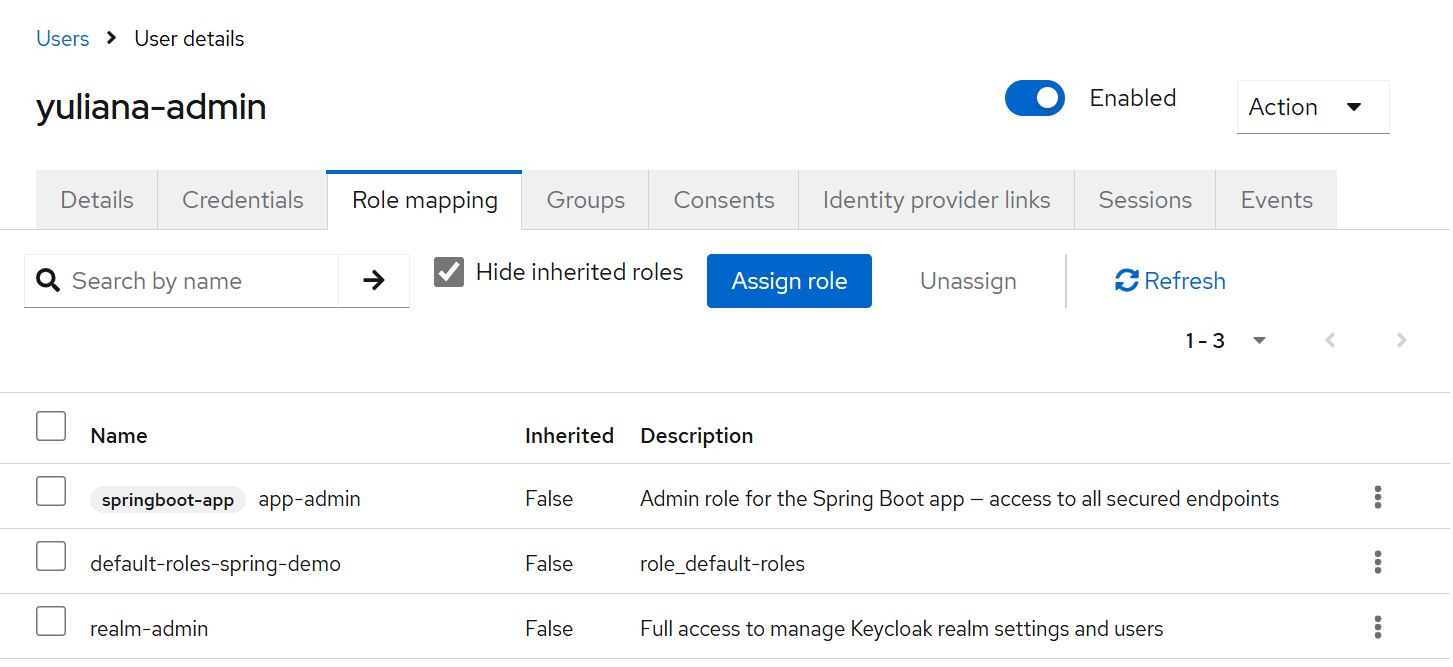 Users > User details
yuliana-admin
Enabled
Action
Details Credentials Role mapping Groups Consents Identity provider links Sessions Events
Search by name
Hide inherited roles
Assign role
Unassign
Refresh
1 - 3
Name Inherited Description
springboot-app app-admin False Admin role for the Spring Boot app – access to all secured endpoints
default-roles-spring-demo False role_default-roles
realm-admin False Full access to manage Keycloak realm settings and users